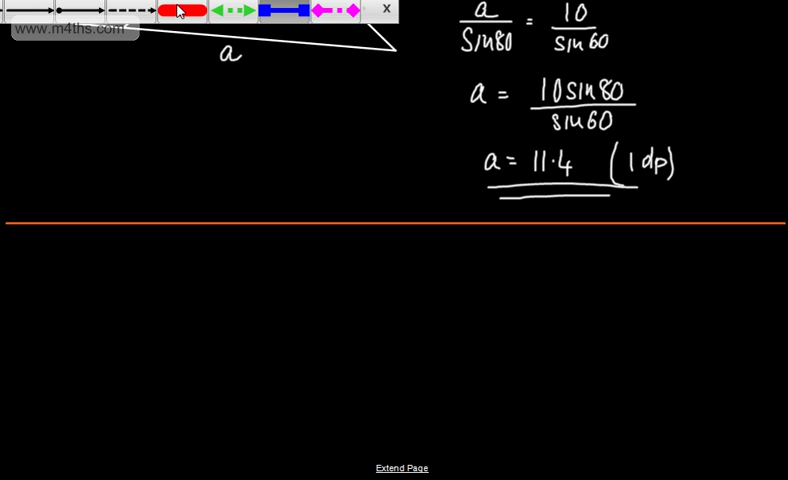 x
www.m4ths.com
a
a/Sin80 = 10/sin60
a = 10sin80/sin60
a = 11.4 (1dp)
Extend Page